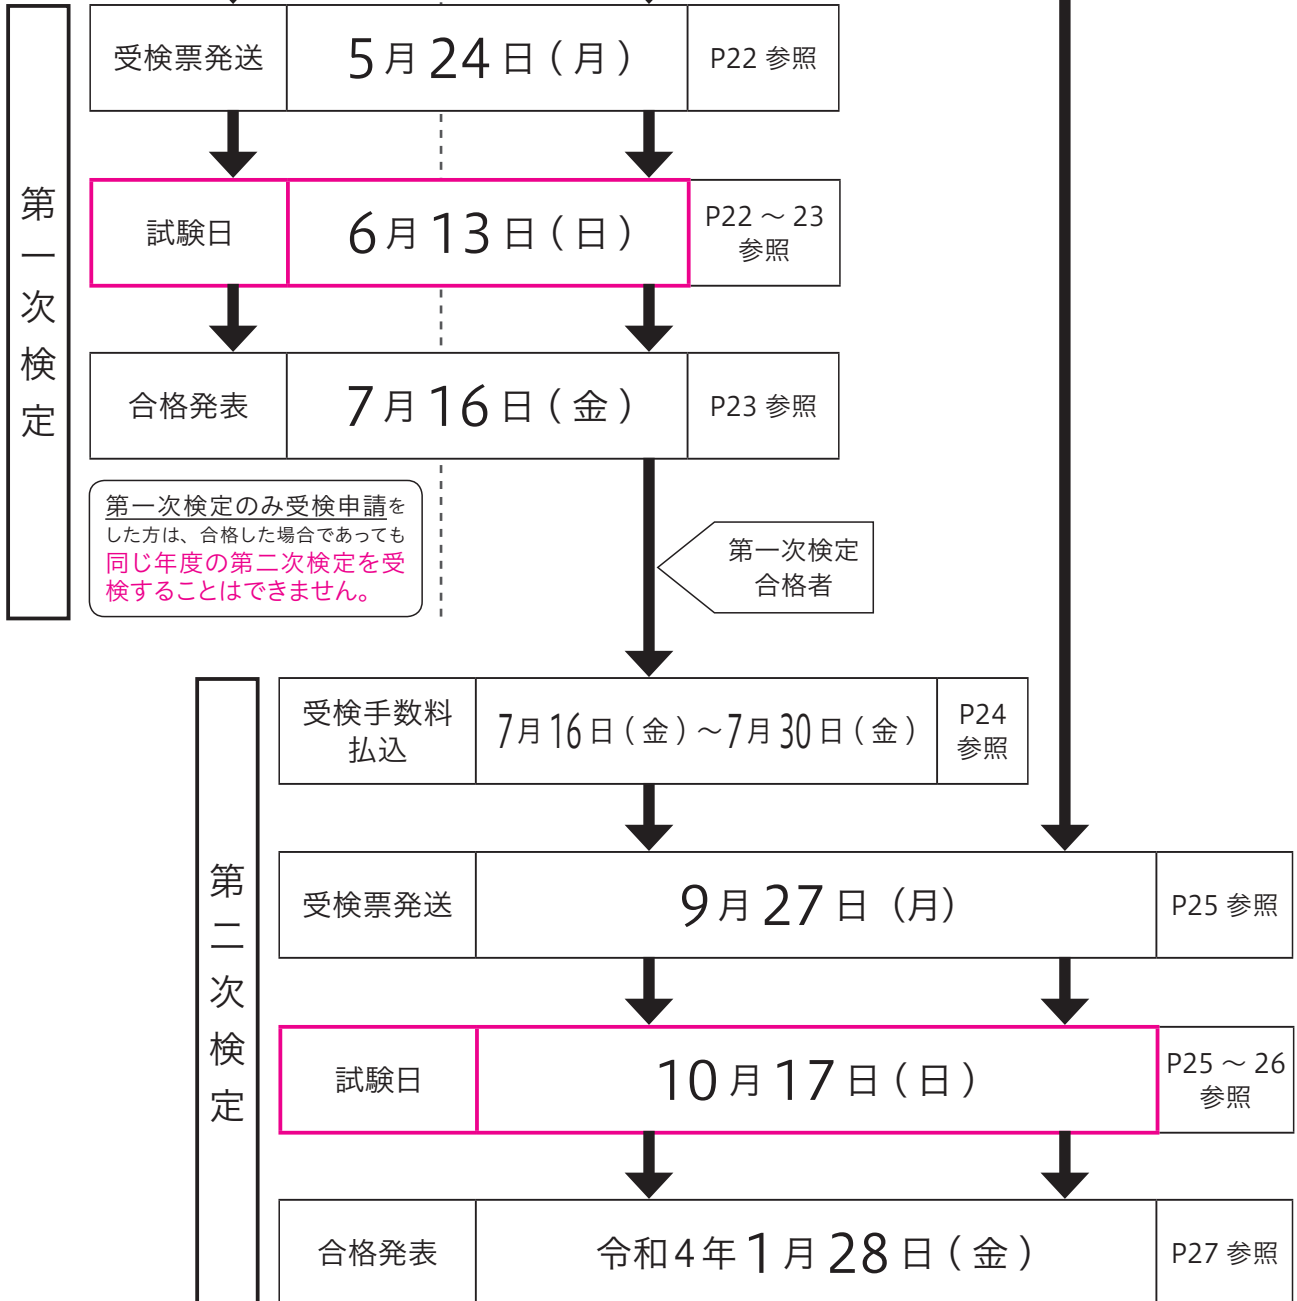 第一次検定
受検票発送
5月24日(月)
P22 参照
試験日
6月13日(日)
P22 ～ 23
参照
合格発表
7月16日(金)
P23 参照
第一次検定のみ受検申請を
した方は、合格した場合であっても
同じ年度の第二次検定を受
検することはできません。
第一次検定
合格者
第二次検定
受検手数料
払込
7月16日(金)～7月30日(金)
P24
参照
受検票発送
9月27日(月)
P25 参照
試験日
10月17日(日)
P25 ～ 26
参照
合格発表
令和4年1月28日(金)
P27 参照